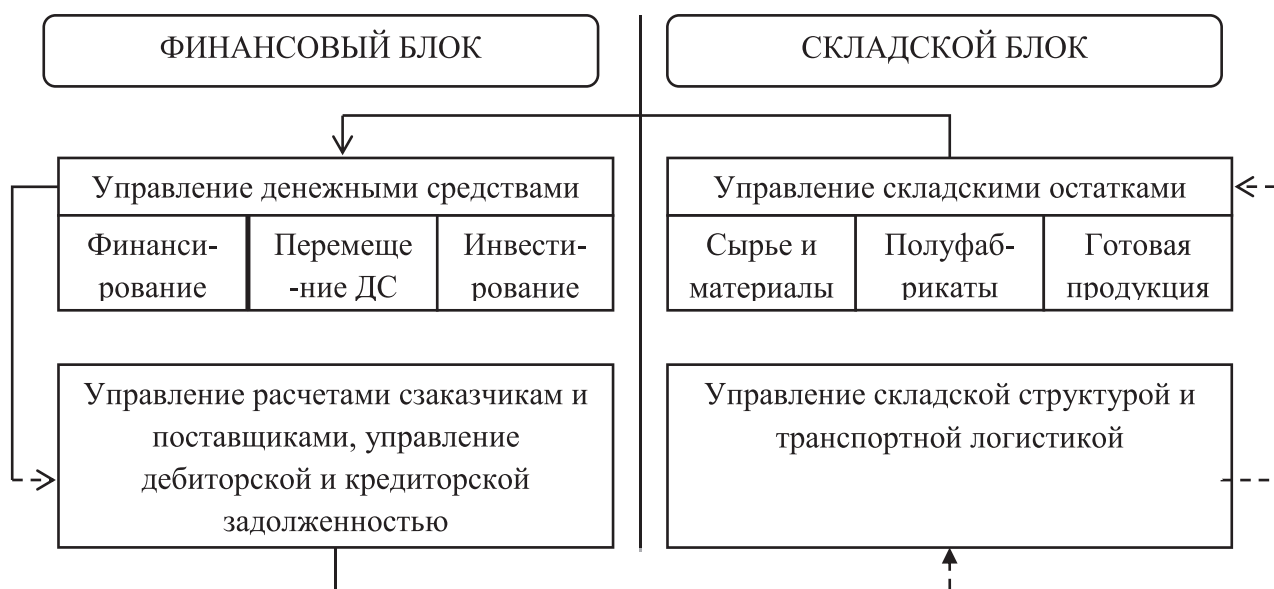 ФИНАНСОВЫЙ БЛОК
СКЛАДСКОЙ БЛОК
Управление денежными средствами
Финанси-
рование
Перемеще
-ние ДС
Инвести-
рование
Управление складскими остатками
Сырье и
материалы
Полуфаб-
рикаты
Готовая
продукция
Управление расчетами сзаказчикам и
поставщиками, управление
дебиторской и кредиторской
задолженностью
Управление складской структурой и
транспортной логистикой